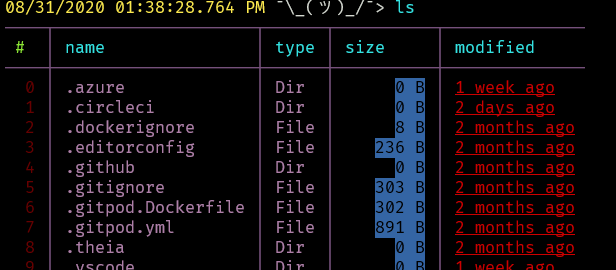 08/31/2020 01:38:28.764 PM ¯\_(ツ)_/¯> ls
# name type size modified
0 .azure Dir 0 B 1 week ago
1 .circleci Dir 0 B 2 days ago
2 .dockerignore File 8 B 2 months ago
3 .editorconfig File 236 B 2 months ago
4 .github Dir 0 B 2 months ago
5 .gitignore File 303 B 2 months ago
6 .gitpod.Dockerfile File 302 B 2 months ago
7 .gitpod.yml File 891 B 2 months ago
8 .theia Dir 0 B 2 months ago
9 .vscode Dir 0 B 1 week ago